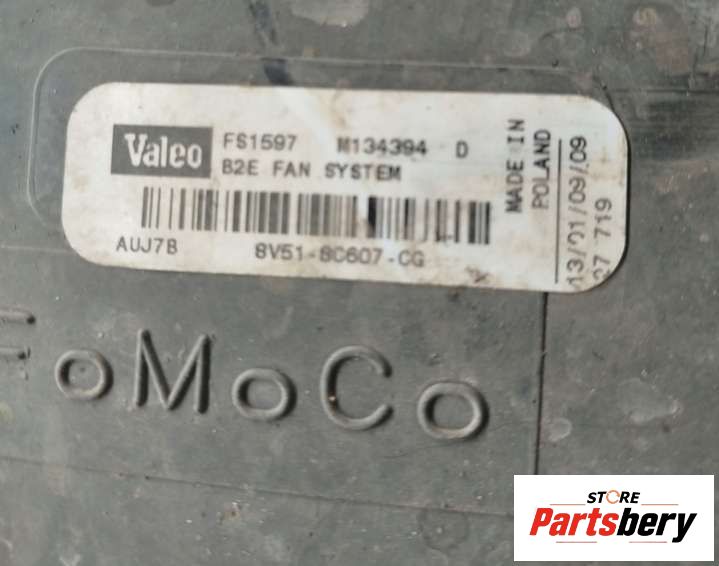 Valeo
FS1597 M134394 D
B2E FAN SYSTEM
AUJ7B
8V51-8C607-CG
MADE IN
POLAND
13/01/09/09
27 719
FoMoCo
STORE
Partsbery